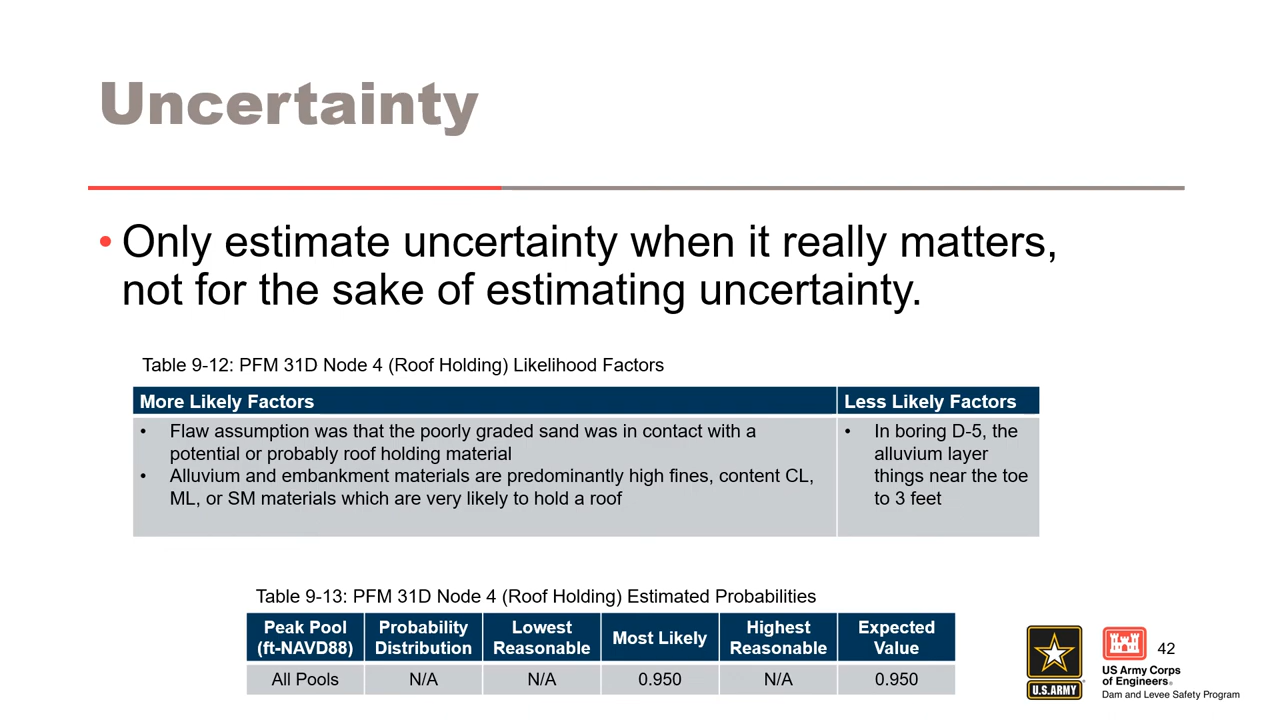 Uncertainty
• Only estimate uncertainty when it really matters,
not for the sake of estimating uncertainty.
Table 9-12: PFM 31D Node 4 (Roof Holding) Likelihood Factors
More Likely Factors
Less Likely Factors
• Flaw assumption was that the poorly graded sand was in contact with a
potential or probably roof holding material
• Alluvium and embankment materials are predominantly high fines, content CL,
ML, or SM materials which are very likely to hold a roof
• In boring D-5, the
alluvium layer
things near the toe
to 3 feet
Table 9-13: PFM 31D Node 4 (Roof Holding) Estimated Probabilities
Peak Pool
(ft-NAVD88)
Probability
Distribution
Lowest
Reasonable
Most Likely
Highest
Reasonable
Expected
Value
All Pools
N/A
N/A
0.950
N/A
0.950
U.S.ARMY
US Army Corps
of Engineers®
Dam and Levee Safety Program
42